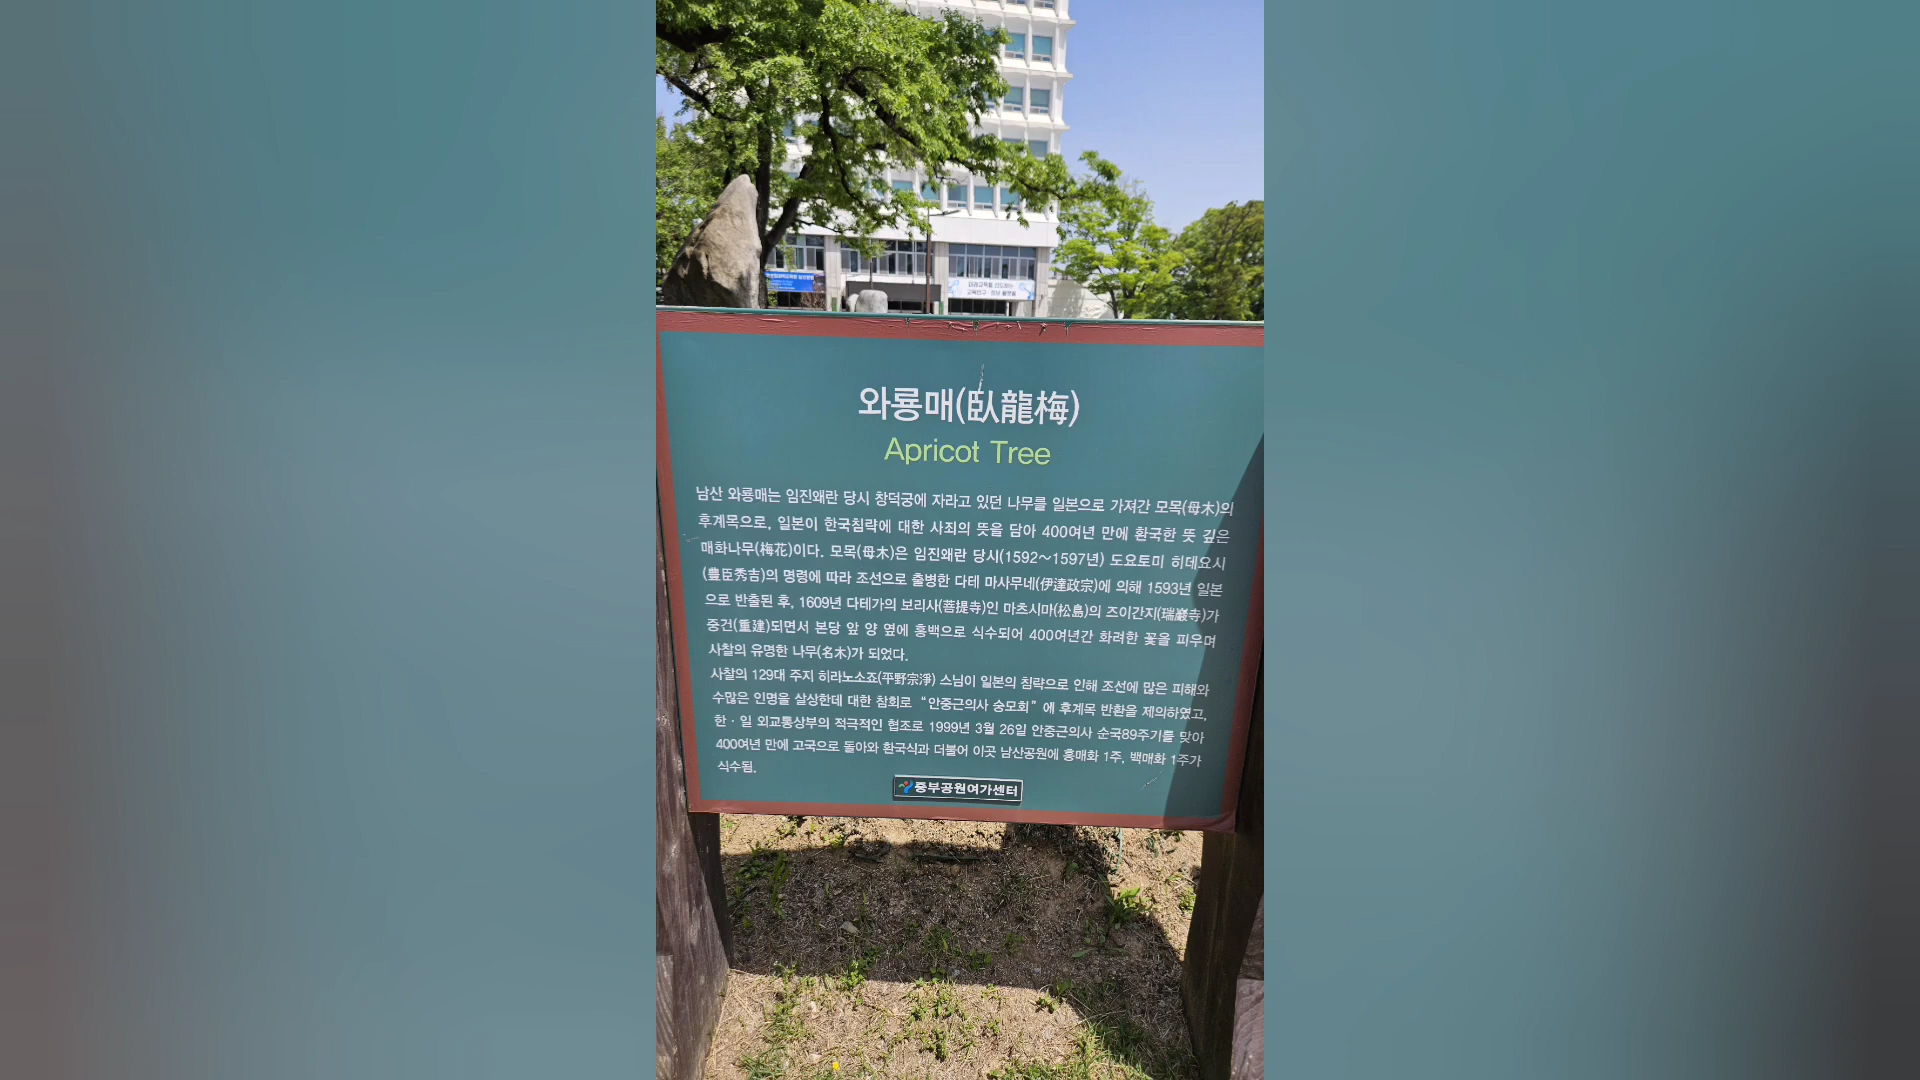 미래교육을 선도하는
교육연구·정보 플랫폼
와룡매(臥龍梅)
Apricot Tree
남산 와룡매는 임진왜란 당시 창덕궁에 자라고 있던 나무를 일본으로 가져간 모목(母木)의
후계목으로, 일본이 한국침략에 대한 사죄의 뜻을 담아 400여년 만에 환국한 뜻 깊은
매화나무(梅花)이다. 모목(母木)은 임진왜란 당시(1592~1597년) 도요토미 히데요시
(豊臣秀吉)의 명령에 따라 조선으로 출병한 다테 마사무네(伊達政宗)에 의해 1593년 일본
으로 반출된 후, 1609년 다테가의 보리사(菩提寺)인 마츠시마(松島)의 즈이간지(瑞巖寺)가
중건(重建)되면서 본당 앞 양 옆에 홍백으로 식수되어 400여년간 화려한 꽃을 피우며
사찰의 유명한 나무(名木)가 되었다.
사찰의 129대 주지 히라노소죠(平野宗淨) 스님이 일본의 침략으로 인해 조선에 많은 피해와
수많은 인명을 살상한데 대한 참회로 “안중근의사 숭모회”에 후계목 반환을 제의하였고,
한·일 외교통상부의 적극적인 협조로 1999년 3월 26일 안중근의사 순국89주기를 맞아
400여년 만에 고국으로 돌아와 환국식과 더불어 이곳 남산공원에 홍매화 1주, 백매화 1주가
식수됨.
중부공원여가센터